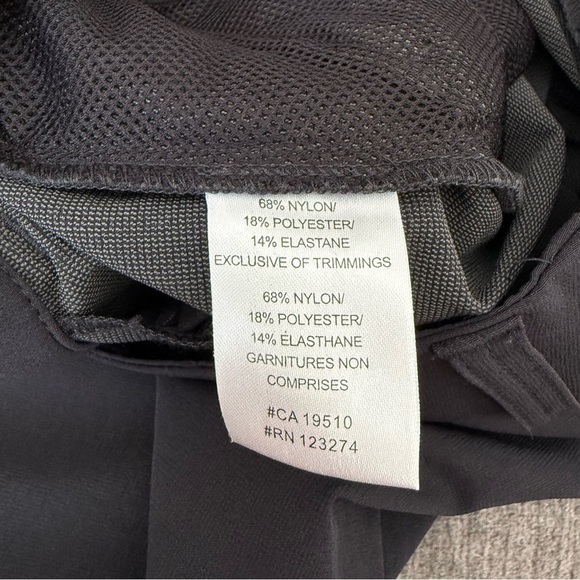 68% NYLON/
18% POLYESTER/
14% ELASTANE
EXCLUSIVE OF TRIMMINGS
68% NYLON/
18% POLYESTER/
14% ÉLASTHANE
GARNITURES NON
COMPRISES
#CA 19510
#RN 123274